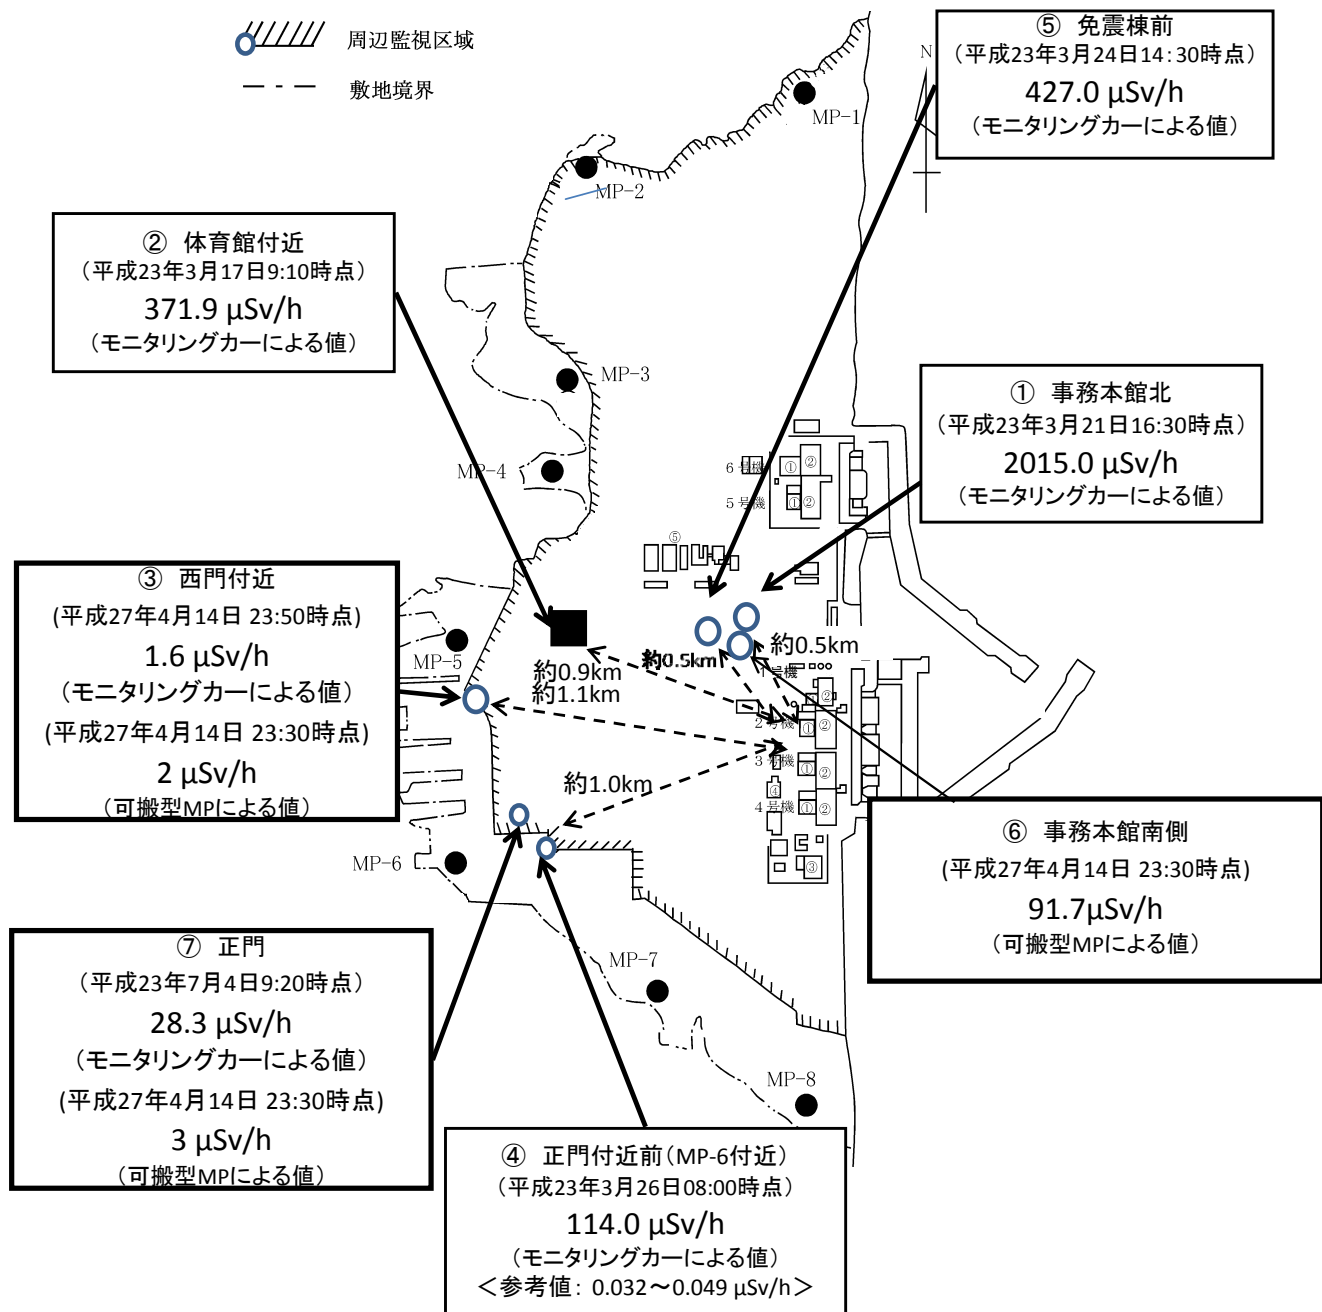 周辺監視区域
敷地境界
⑤ 免震棟前
（平成23年3月24日14：30時点）
427.0 μSv/h
（モニタリングカーによる値）
N
MP-1
MP-2
② 体育館付近
（平成23年3月17日9:10時点）
371.9 μSv/h
（モニタリングカーによる値）
MP-3
MP-4
① 事務本館北
（平成23年3月21日16:30時点）
2015.0 μSv/h
（モニタリングカーによる値）
6号機
① ②
5号機
① ②
⑤
③ 西門付近
(平成27年4月14日 23:50時点)
1.6 μSv/h
（モニタリングカーによる値）
(平成27年4月14日 23:30時点)
2 μSv/h
（可搬型MPによる値）
MP-5
約0.9km
約1.1km
約0.5km
約0.5km
1号機
②
2号機
① ②
3号機
① ②
④
4号機
① ②
③
約1.0km
MP-6
⑥ 事務本館南側
(平成27年4月14日 23:30時点)
91.7μSv/h
（可搬型MPによる値）
⑦ 正門
（平成23年7月4日9:20時点）
28.3 μSv/h
（モニタリングカーによる値）
(平成27年4月14日 23:30時点)
3 μSv/h
（可搬型MPによる値）
MP-7
MP-8
④ 正門付近前（MP-6付近）
（平成23年3月26日08:00時点）
114.0 μSv/h
（モニタリングカーによる値）
＜参考値： 0.032～0.049 μSv/h＞